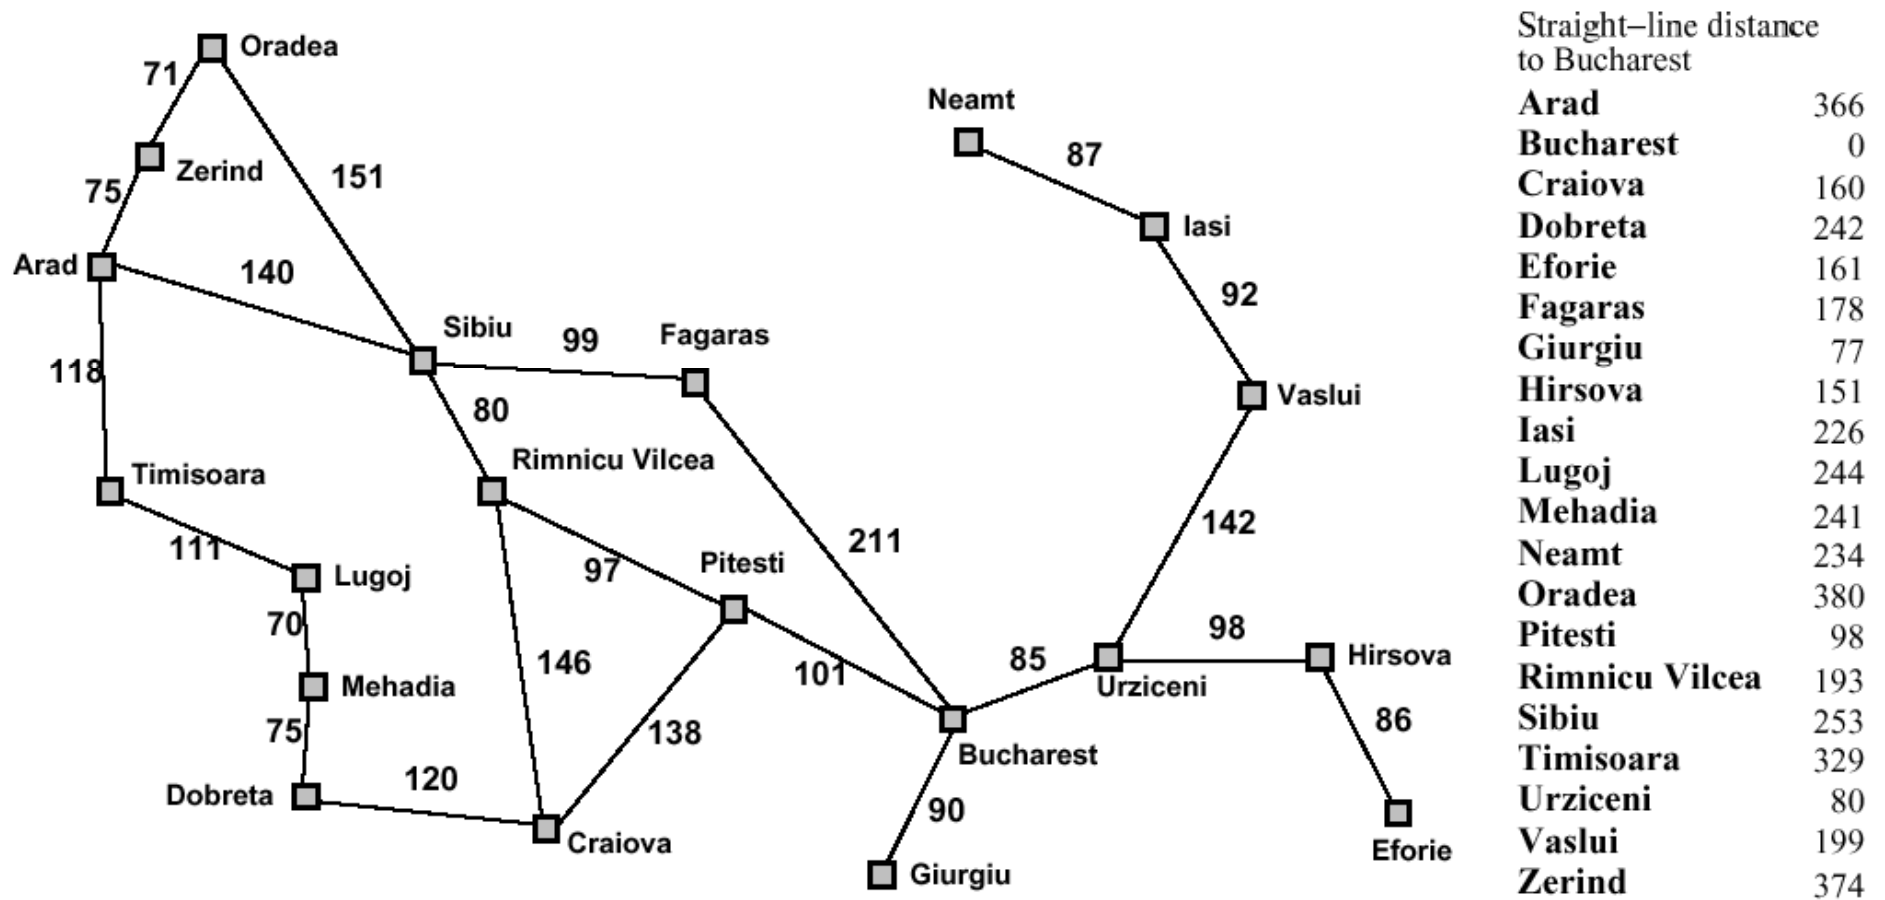 Oradea
71
Neamt
87
Zerind
151
75
Iasi
Arad
140
92
Sibiu
99
Fagaras
118
80
Vaslui
Timisoara
Rimnicu Vilcea
142
211
111
Lugoj
97
Pitesti
70
98
Hirsova
146
101
85
Urziceni
Mehadia
138
86
75
Bucharest
120
Dobreta
90
Craiova
Eforie
Giurgiu
Straight–line distance
to Bucharest
Arad 366
Bucharest 0
Craiova 160
Dobreta 242
Eforie 161
Fagaras 178
Giurgiu 77
Hirsova 151
Iasi 226
Lugoj 244
Mehadia 241
Neamt 234
Oradea 380
Pitesti 98
Rimnicu Vilcea 193
Sibiu 253
Timisoara 329
Urziceni 80
Vaslui 199
Zerind 374